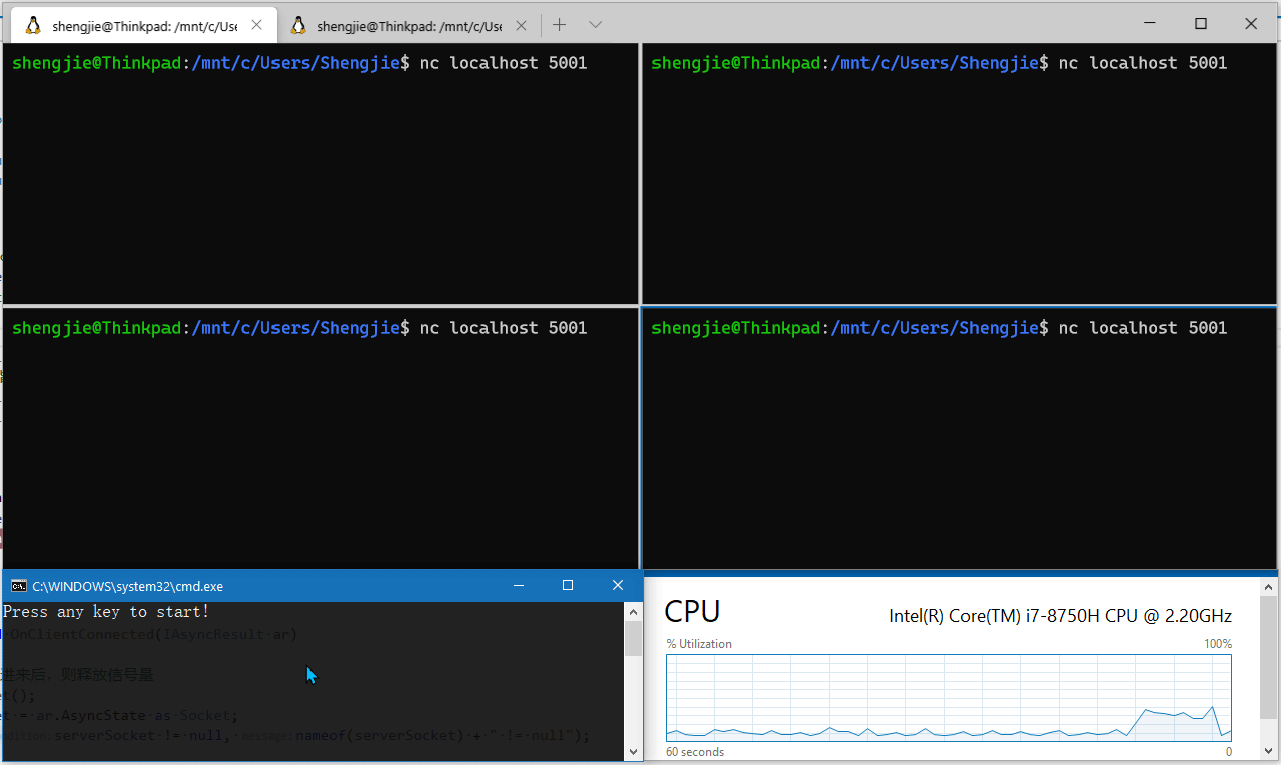 shengjie@Thinkpad: /mnt/c/Use
shengjie@Thinkpad: /mnt/c/Use
shengjie@Thinkpad:/mnt/c/Users/Shengjie$ nc localhost 5001
shengjie@Thinkpad:/mnt/c/Users/Shengjie$ nc localhost 5001
shengjie@Thinkpad:/mnt/c/Users/Shengjie$ nc localhost 5001
shengjie@Thinkpad:/mnt/c/Users/Shengjie$ nc localhost 5001
C:\WINDOWS\system32\cmd.exe
Press any key to start!
OnClientConnected(IAsyncResult ar)
进来后，则释放信号量
t();
t = ar.AsyncState as Socket;
serverSocket != null, message: nameof(serverSocket) + " != null");
CPU
Intel(R) Core(TM) i7-8750H CPU @ 2.20GHz
% Utilization
100%
60 seconds
0